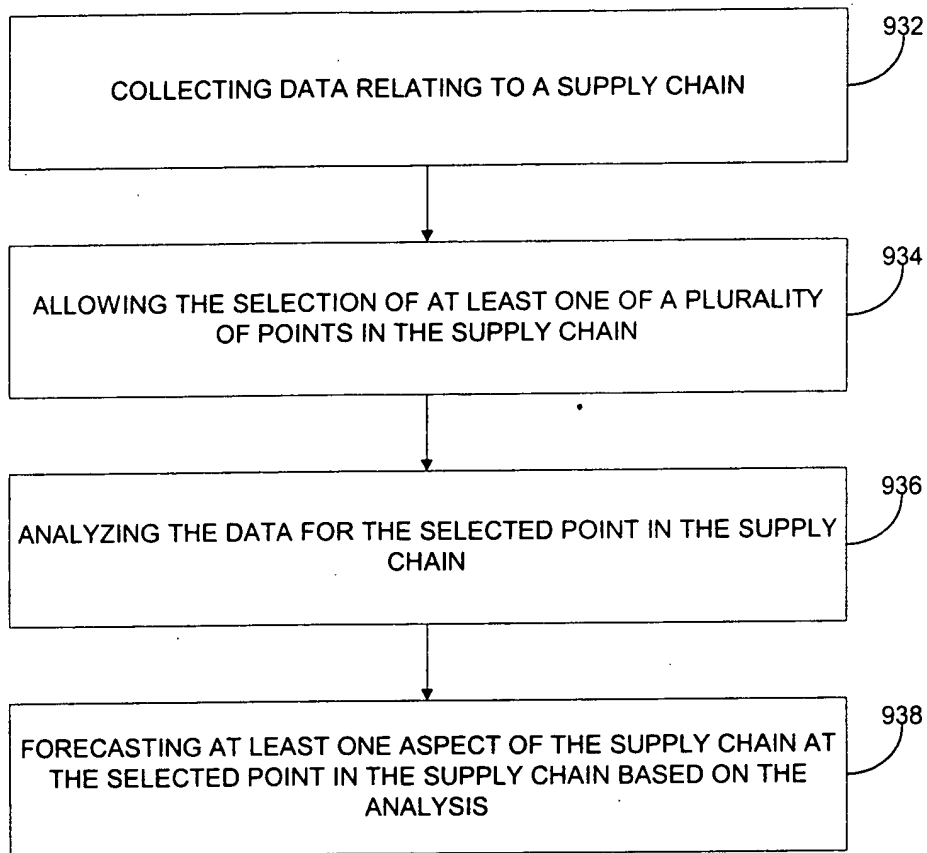 932
COLLECTING DATA RELATING TO A SUPPLY CHAIN
934
ALLOWING THE SELECTION OF AT LEAST ONE OF A PLURALITY
OF POINTS IN THE SUPPLY CHAIN
936
ANALYZING THE DATA FOR THE SELECTED POINT IN THE SUPPLY
CHAIN
938
FORECASTING AT LEAST ONE ASPECT OF THE SUPPLY CHAIN AT
THE SELECTED POINT IN THE SUPPLY CHAIN BASED ON THE
ANALYSIS